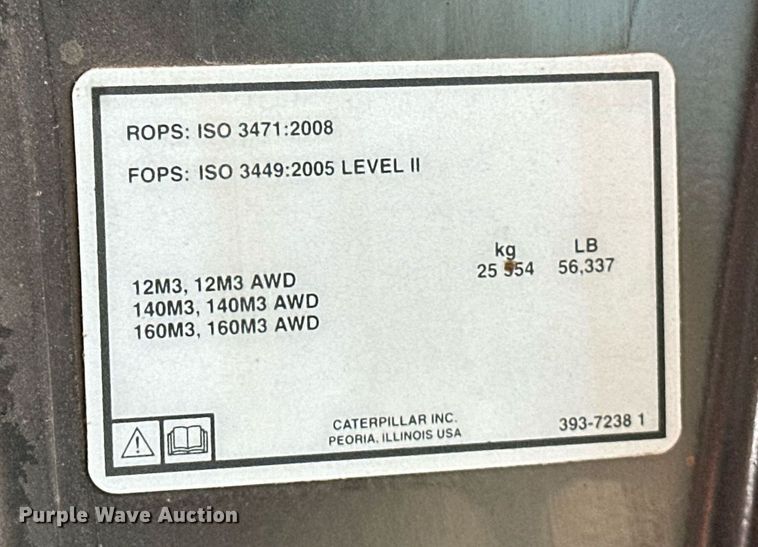 ROPS: ISO 3471:2008
FOPS: ISO 3449:2005 LEVEL II
kg LB
25 554 56,337
12M3, 12M3 AWD
140M3, 140M3 AWD
160M3, 160M3 AWD
CATERPILLAR INC.
PEORIA, ILLINOIS USA
393-7238 1
Purple Wave Auction